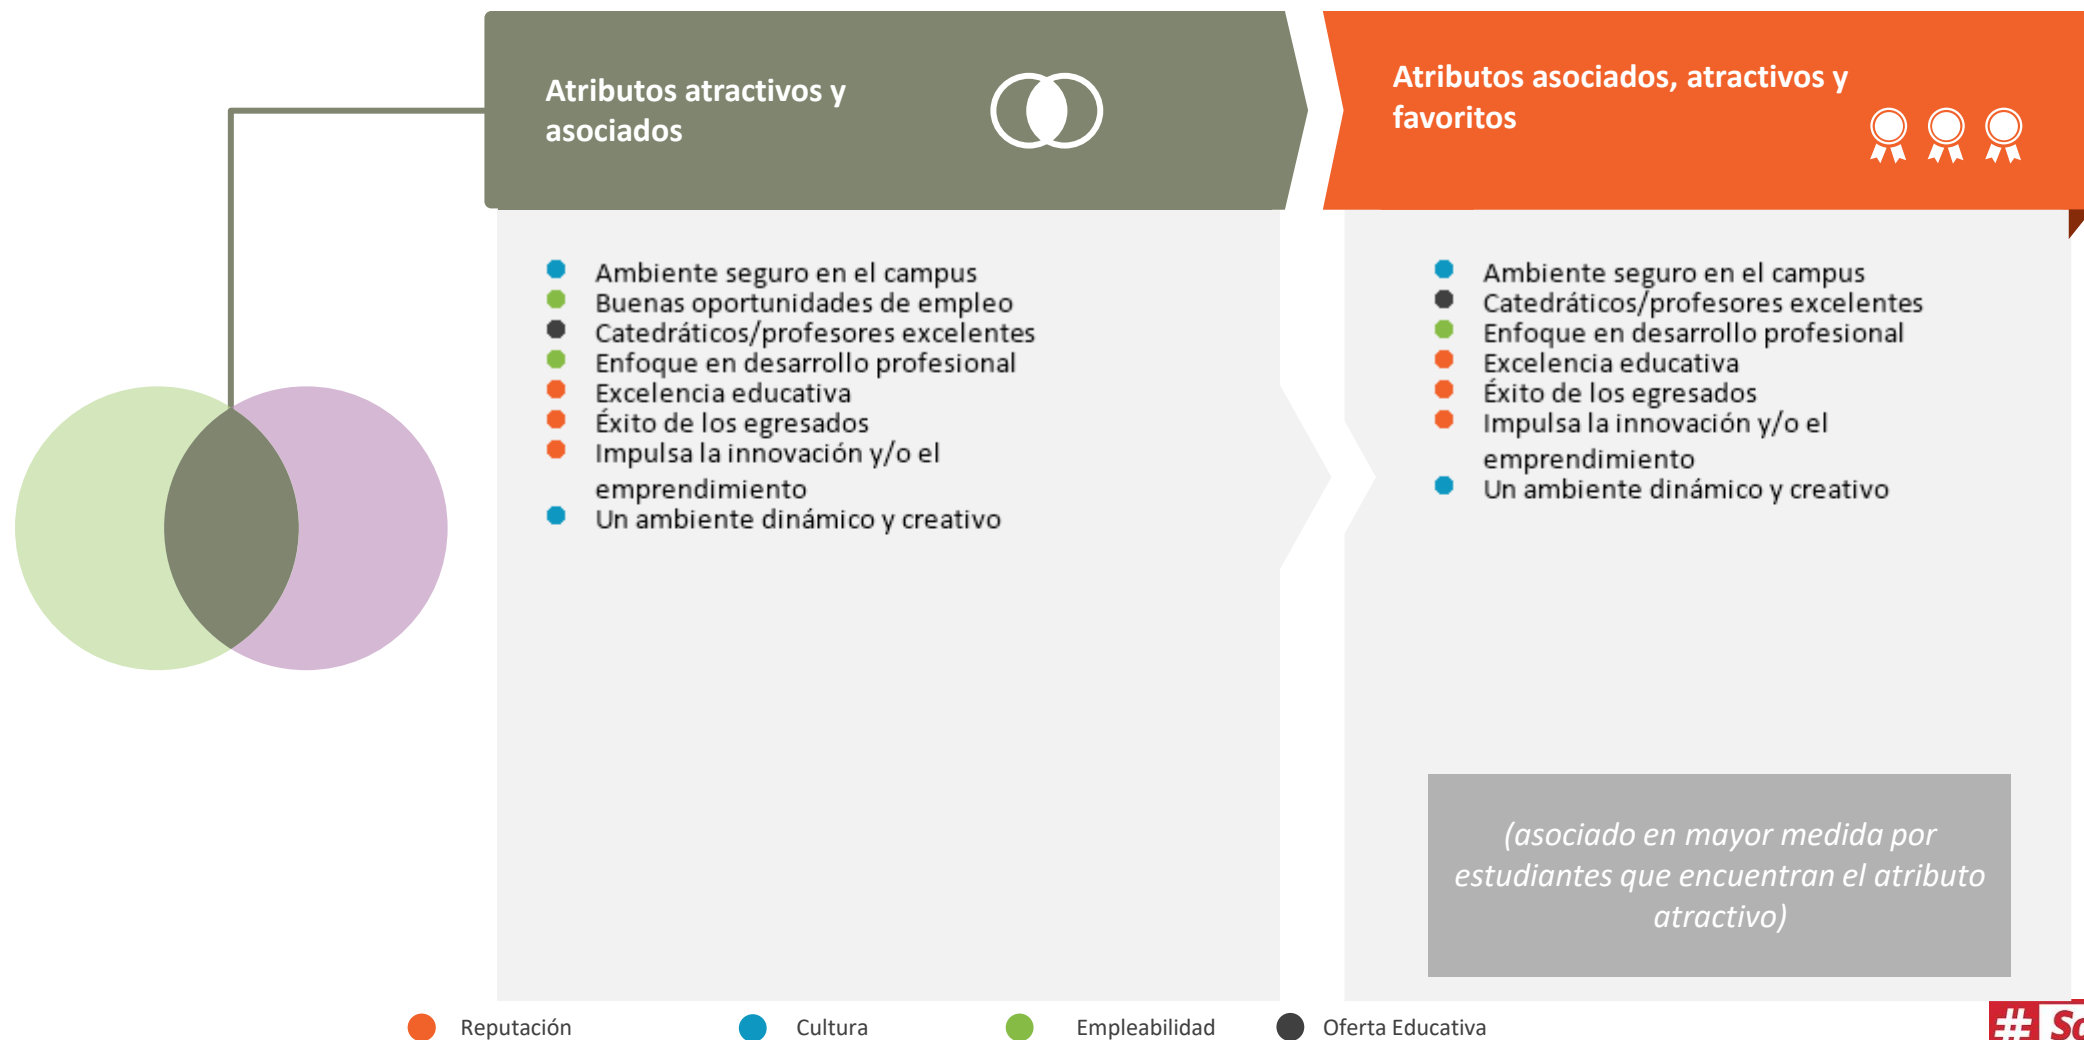 Atributos atractivos y
asociados
Atributos asociados, atractivos y
favoritos
Ambiente seguro en el campus
Buenas oportunidades de empleo
Catedráticos/profesores excelentes
Enfoque en desarrollo profesional
Excelencia educativa
Éxito de los egresados
Impulsa la innovación y/o el
emprendimiento
Un ambiente dinámico y creativo
Ambiente seguro en el campus
Catedráticos/profesores excelentes
Enfoque en desarrollo profesional
Excelencia educativa
Éxito de los egresados
Impulsa la innovación y/o el
emprendimiento
Un ambiente dinámico y creativo
(asociado en mayor medida por
estudiantes que encuentran el atributo
atractivo)
Reputación
Cultura
Empleabilidad
Oferta Educativa